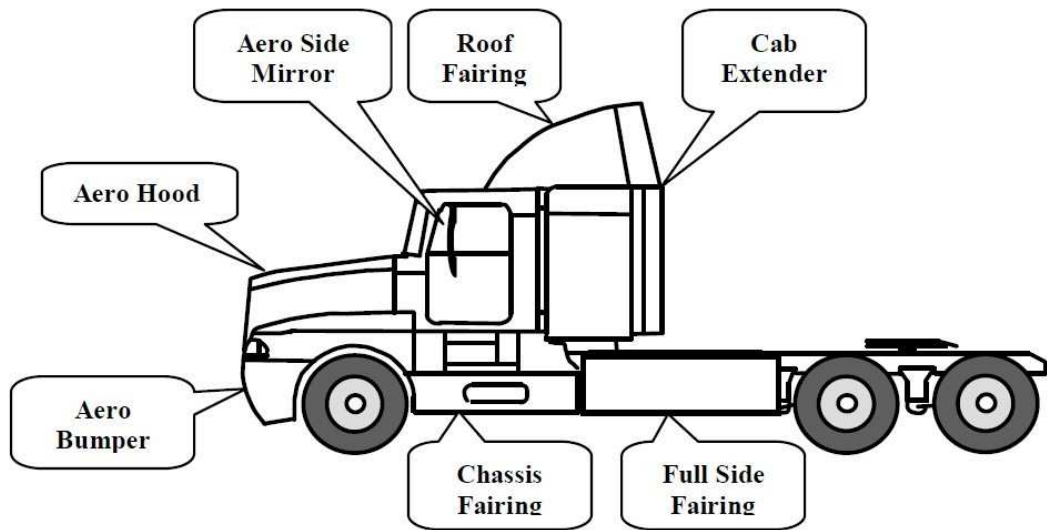 Aero Side
Mirror
Roof
Fairing
Cab
Extender
Aero Hood
Aero
Bumper
Chassis
Fairing
Full Side
Fairing